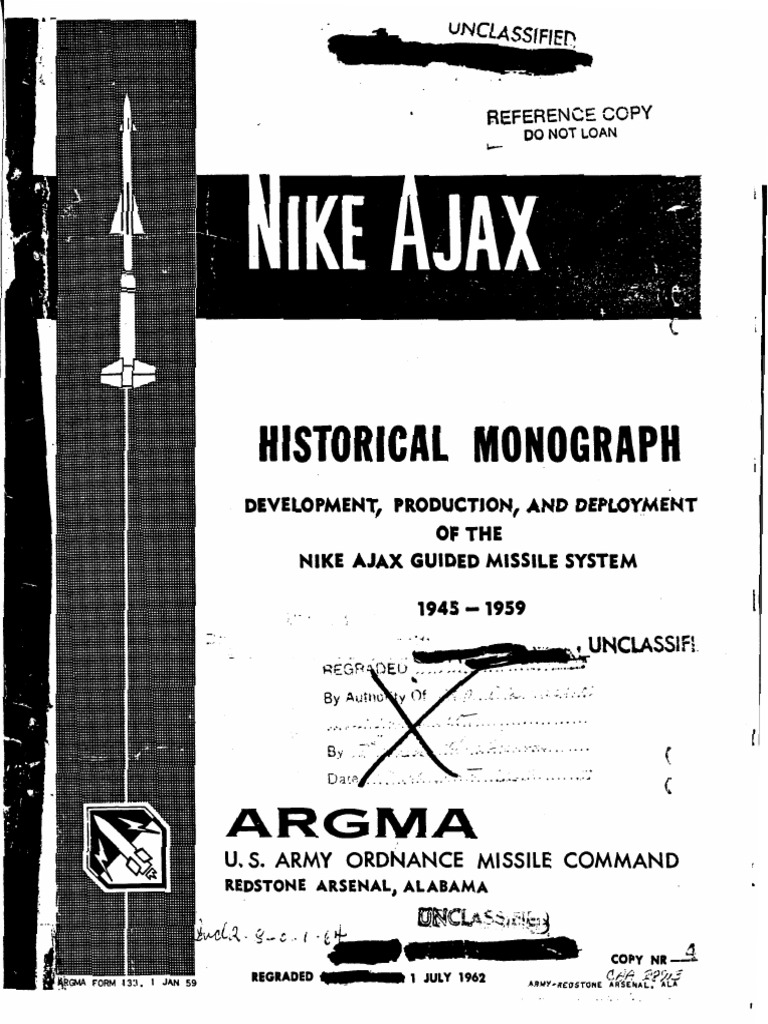 UNCLASSIFIED
REFERENCE COPY
DO NOT LOAN
NIKE AJAX
HISTORICAL MONOGRAPH
DEVELOPMENT, PRODUCTION, AND DEPLOYMENT
OF THE
NIKE AJAX GUIDED MISSILE SYSTEM
1945 – 1959
UNCLASSIFI
REGRADED
By Authority Of
By
Date
ARGMA
U. S. ARMY ORDNANCE MISSILE COMMAND
REDSTONE ARSENAL, ALABAMA
UNCLASSIFIED
COPY NR 4
REGRADED 1 JULY 1962
ARMY-REDSTONE ARSENAL, ALA
ARGMA FORM 133, 1 JAN 59